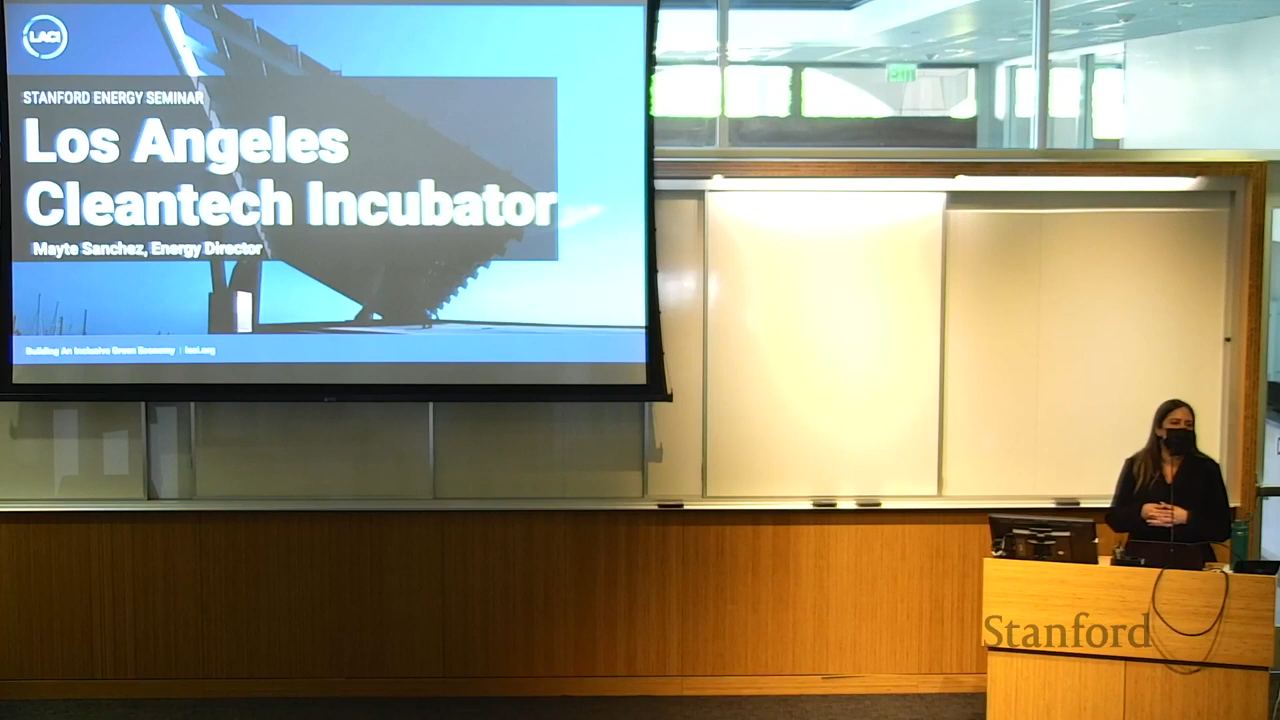 LACI
STANFORD ENERGY SEMINAR
Los Angeles
Cleantech Incubator
Mayte Sanchez, Energy Director
Building An Inclusive Green Economy | laci.org
EXIT
Stanford